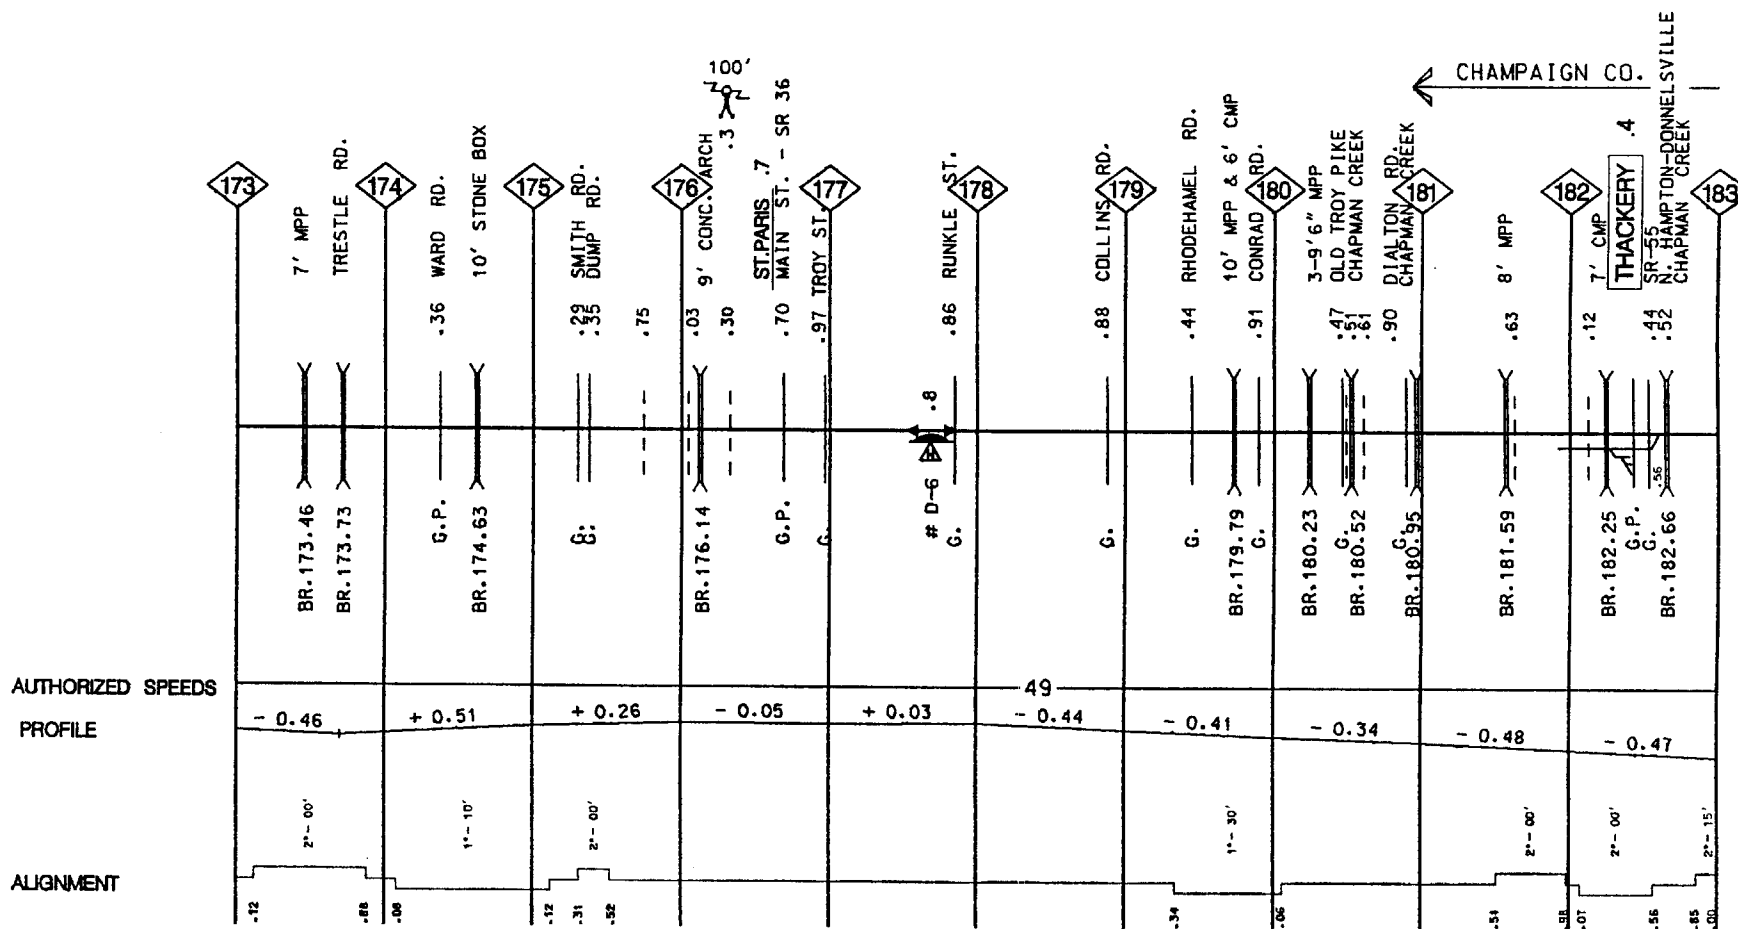 CHAMPAIGN CO.
100'
.3
173
174
175
176
177
178
179
180
181
182
183
7' MPP
TRESTLE RD.
WARD RD.
10' STONE BOX
SMITH RD.
DUMP RD.
9' CONC. ARCH
ST.PARIS .7
MAIN ST. - SR 36
TROY ST.
RUNKLE ST.
COLLINS RD.
RHODEHAMEL RD.
10' MPP & 6' CMP
CONRAD RD.
3-9'6" MPP
OLD TROY PIKE
CHAPMAN CREEK
DIALTON RD.
CHAPMAN CREEK
8' MPP
7' CMP
THACKERY .4
SR-55
N. HAMPTON-DONNELSVILLE
CHAPMAN CREEK
.36
.29
.35
.75
.03
.30
.70
.97
.86
.88
.44
.91
.47
.51
.61
.90
.63
.12
.44
.52
.8
.56
BR.173.46
BR.173.73
G.P.
BR.174.63
G.
G.
BR.176.14
G.P.
G.
# D-6
G.
G.
G.
BR.179.79
G.
BR.180.23
G.
BR.180.52
G.
BR.180.95
BR.181.59
BR.182.25
G.P.
G.
BR.182.66
AUTHORIZED SPEEDS
49
PROFILE
- 0.46
+ 0.51
+ 0.26
- 0.05
+ 0.03
- 0.44
- 0.41
- 0.34
- 0.48
- 0.47
2°- 00'
1°- 10'
2°- 00'
1°- 30'
2°- 00'
2°- 00'
2°- 15'
ALIGNMENT
.12
.88
.08
.12
.31
.52
.34
.06
.51
.98
.07
.56
.85
.00